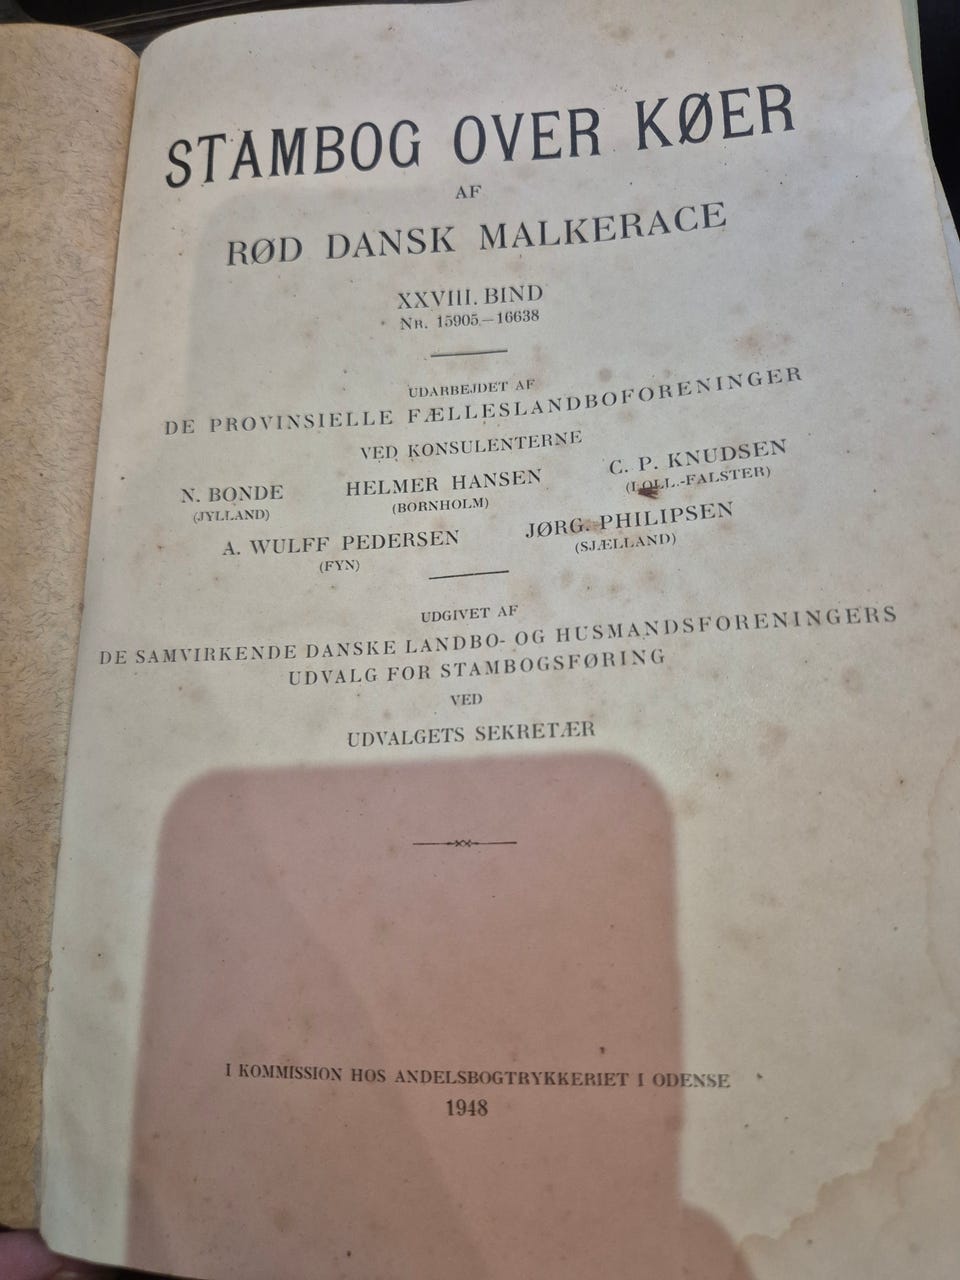 STAMBOG OVER KØER
AF
RØD DANSK MALKERACE
XXVIII. BIND
NR. 15905—16638
UDARBEJDET AF
DE PROVINSIELLE FÆLLESLANDBOFORENINGER
VED KONSULENTERNE
N. BONDE HELMER HANSEN C. P. KNUDSEN
(JYLLAND) (BORNHOLM) (LOLL.-FALSTER)
A. WULFF PEDERSEN JØRG. PHILIPSEN
(FYN) (SJÆLLAND)
UDGIVET AF
DE SAMVIRKENDE DANSKE LANDBO- OG HUSMANDSFORENINGERS
UDVALG FOR STAMBOGSFØRING
VED
UDVALGETS SEKRETÆR
I KOMMISSION HOS ANDELSBOGTRYKKERIET I ODENSE
1948